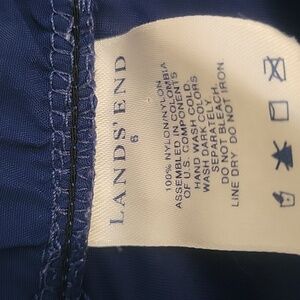 LANDS' END
6
100% NYLON/NYLON
ASSEMBLED IN COLOMBIA
OF U.S. COMPONENTS
HAND WASH COLD.
WASH DARK COLORS
SEPARATELY.
DO NOT BLEACH.
LINE DRY. DO NOT IRON